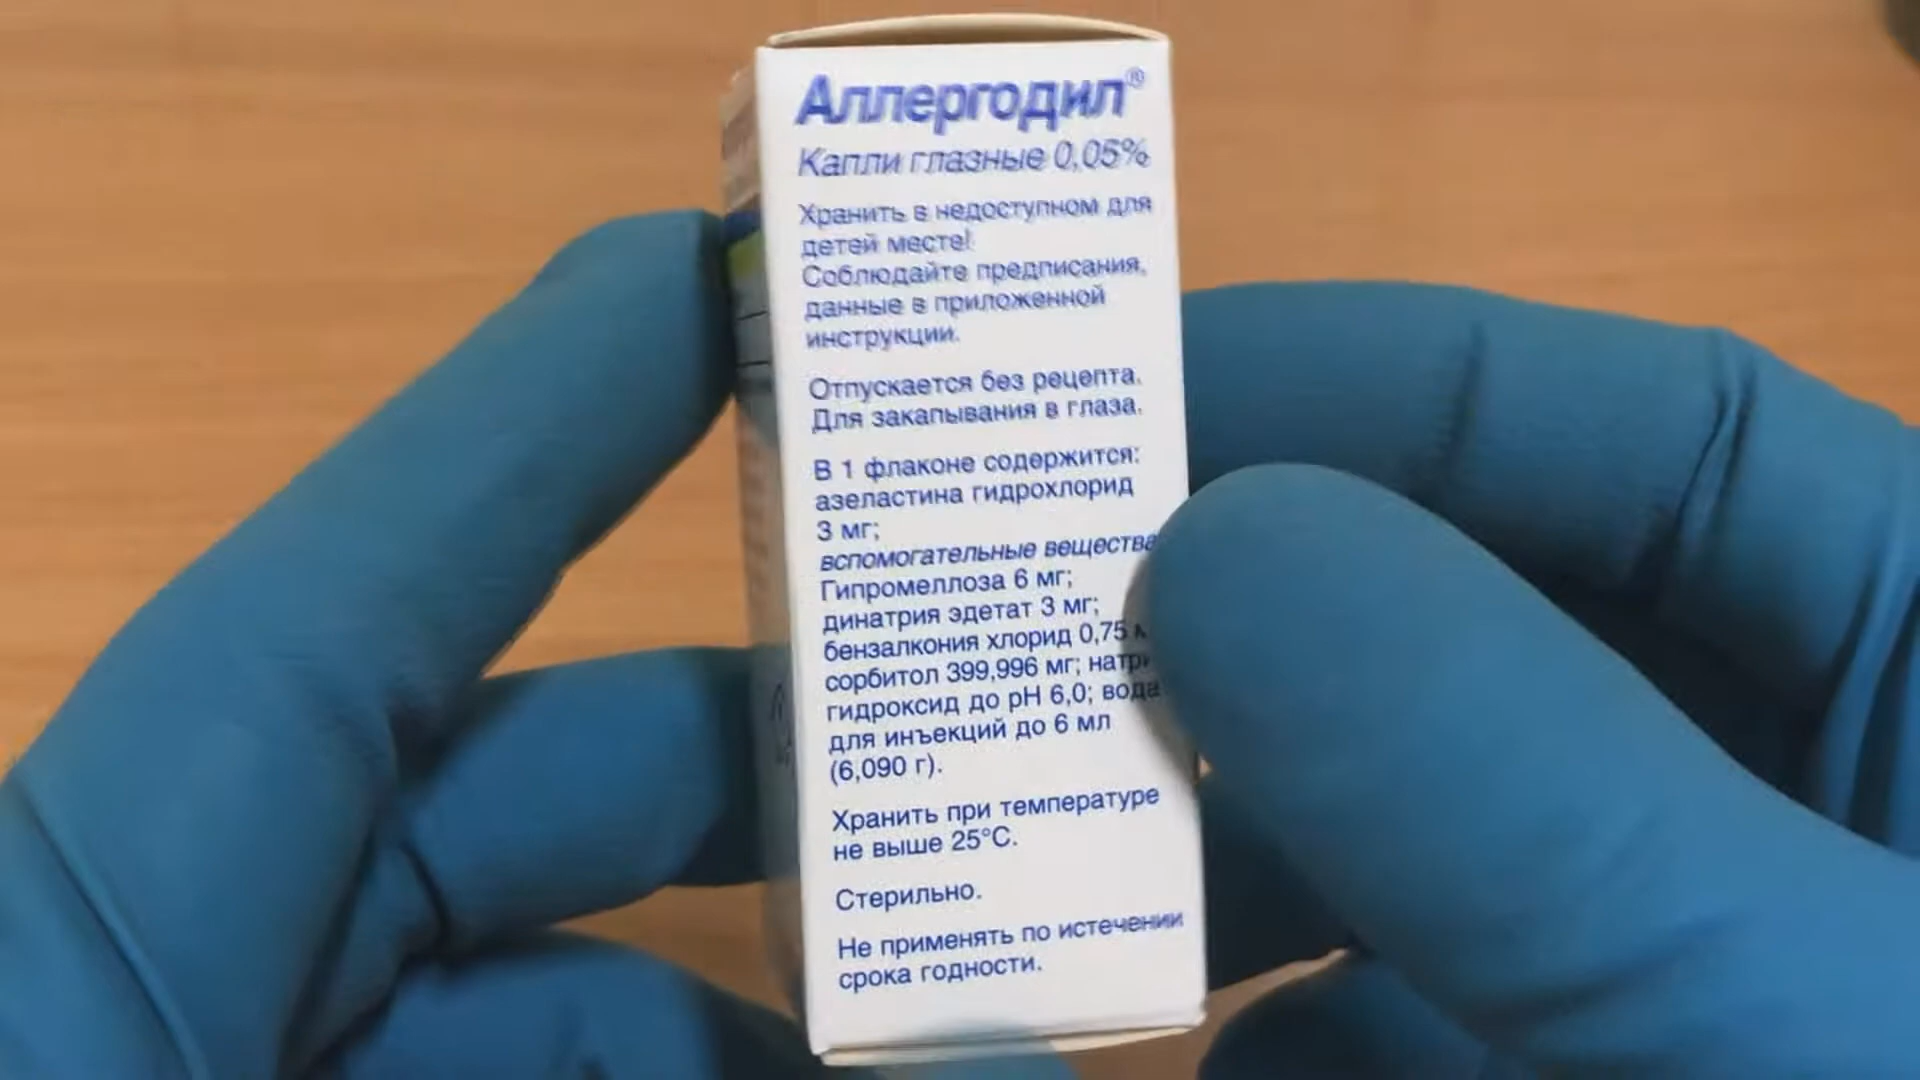 Аллергодил®
Капли глазные 0,05%
Хранить в недоступном для
детей месте!
Соблюдайте предписания,
данные в приложенной
инструкции.
Отпускается без рецепта.
Для закапывания в глаза.
В 1 флаконе содержится:
азеластина гидрохлорид
3 мг;
вспомогательные вещества
Гипромеллоза 6 мг;
динатрия эдетат 3 мг;
бензалкония хлорид 0,75
сорбитол 399,996 мг; натри
гидроксид до pH 6,0; вода
для инъекций до 6 мл
(6,090 г).
Хранить при температуре
не выше 25°C.
Стерильно.
Не применять по истечении
срока годности.